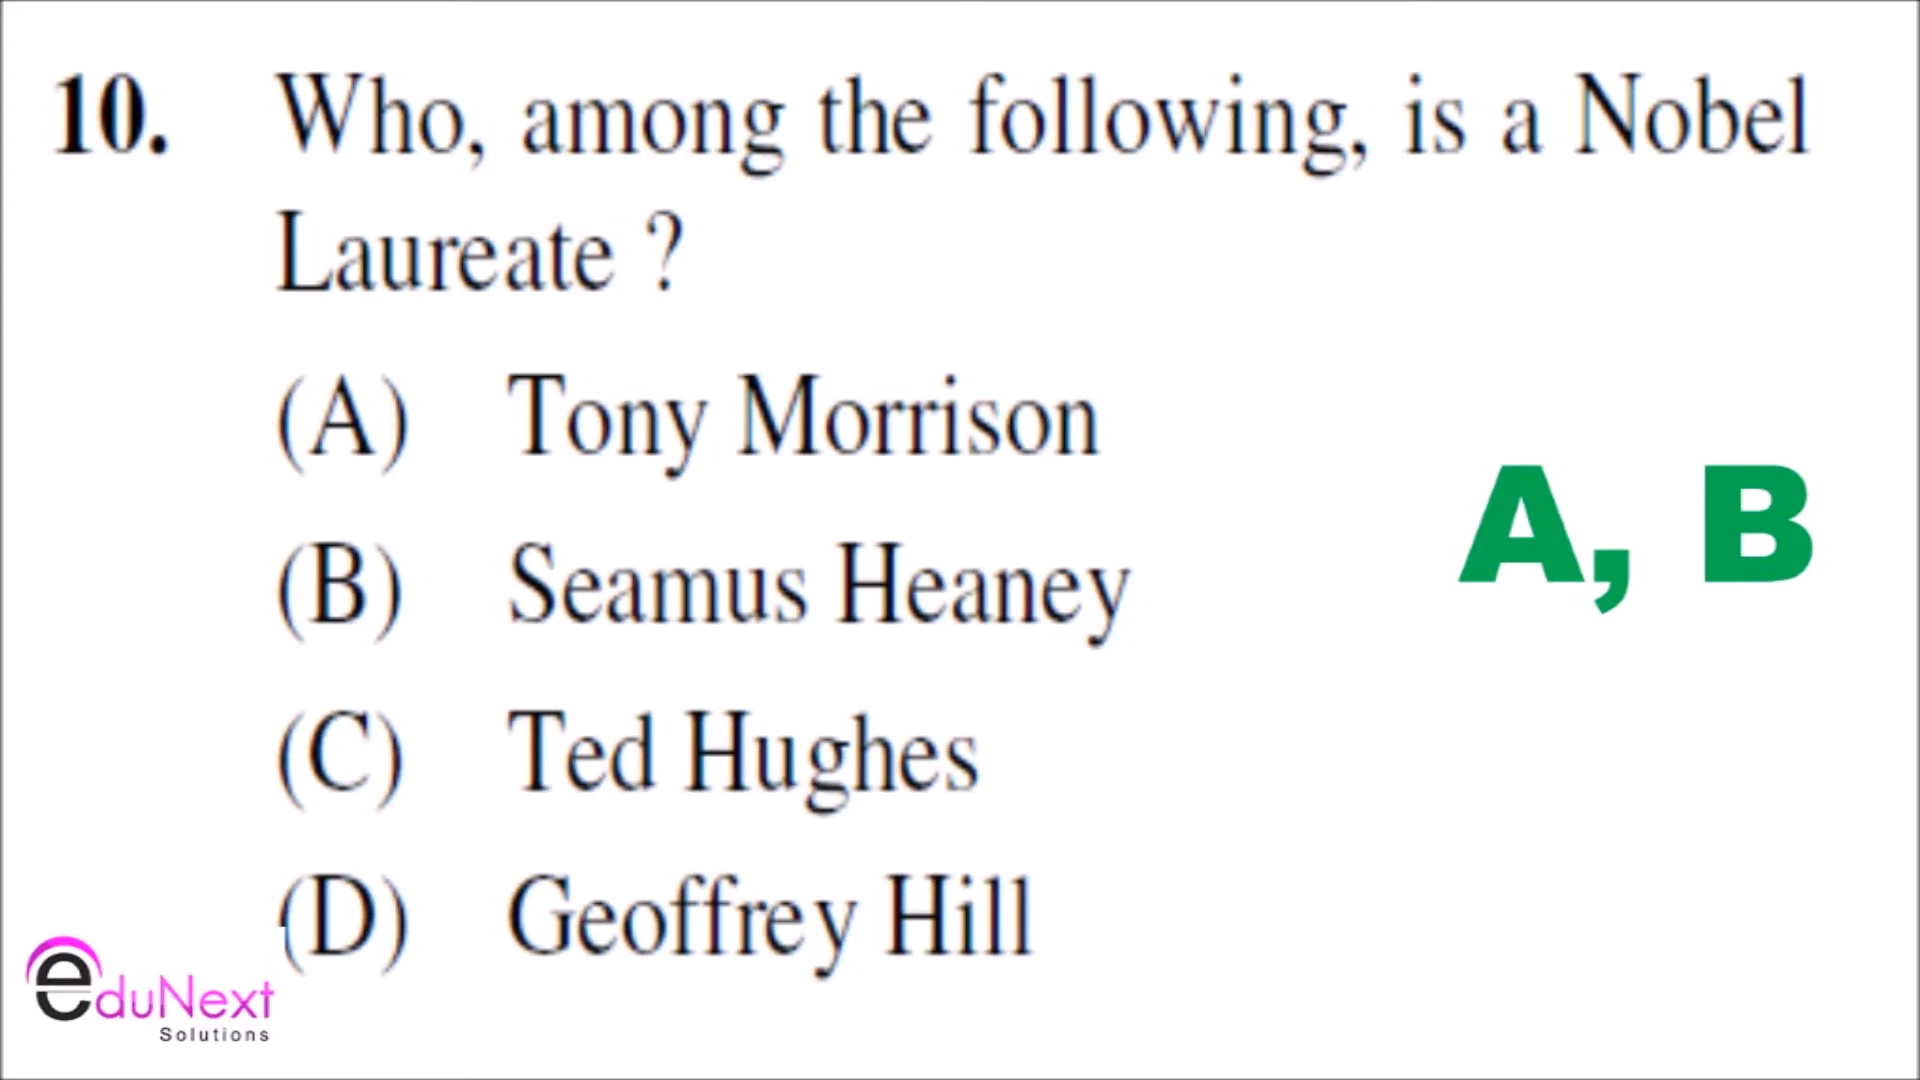 10. Who, among the following, is a Nobel
Laureate ?
(A) Tony Morrison
(B) Seamus Heaney
(C) Ted Hughes
(D) Geoffrey Hill
A, B
eduNext
Solutions